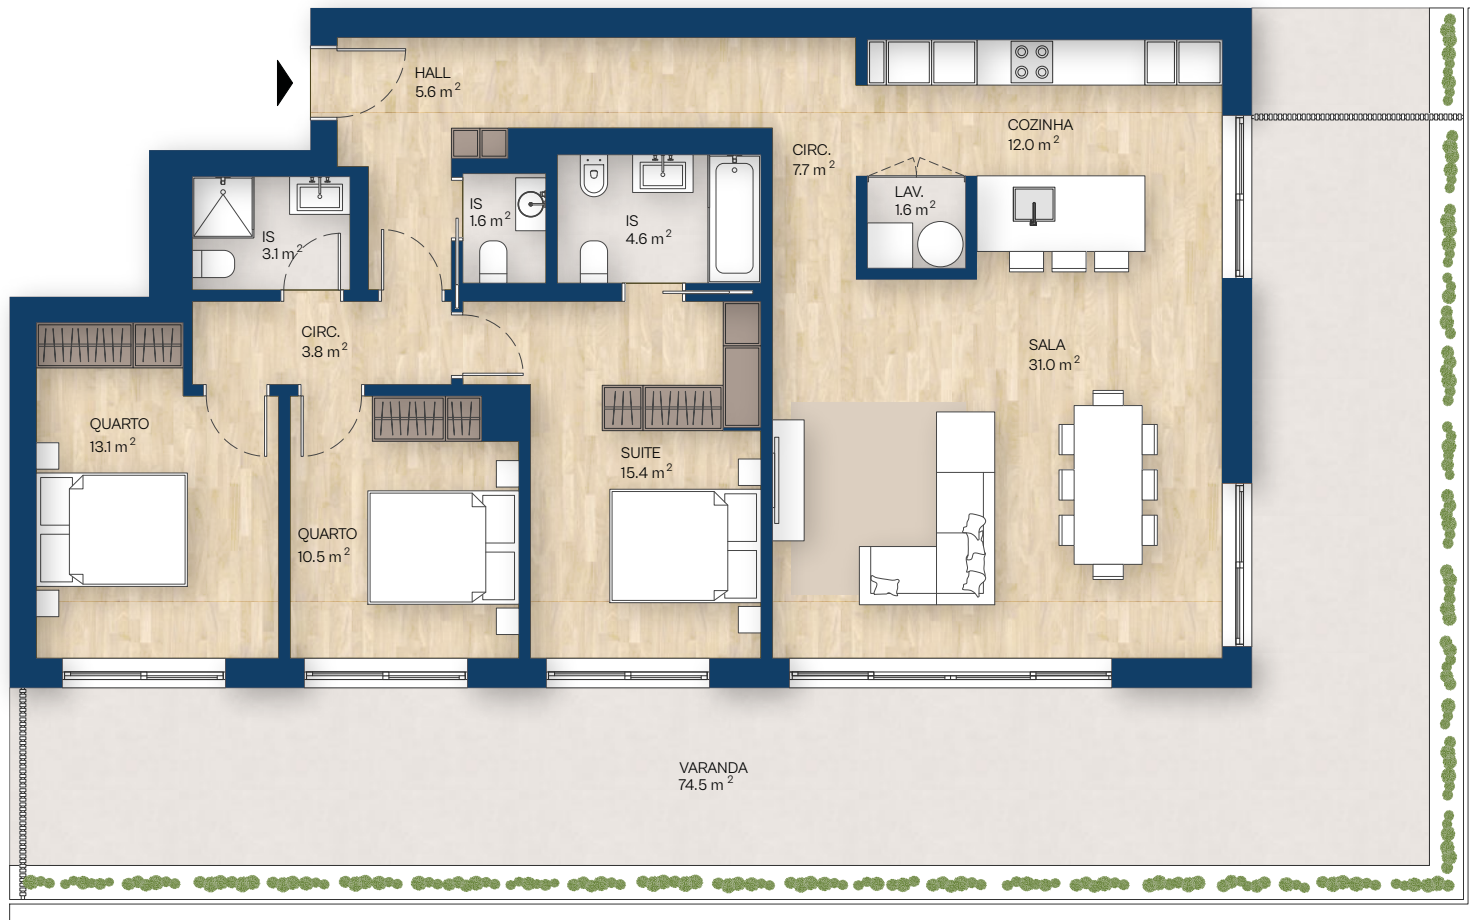 HALL
5.6 m²
COZINHA
12.0 m²
CIRC.
7.7 m²
LAV.
1.6 m²
IS
1.6 m²
IS
4.6 m²
IS
3.1 m²
CIRC.
3.8 m²
SALA
31.0 m²
QUARTO
13.1 m²
SUITE
15.4 m²
QUARTO
10.5 m²
VARANDA
74.5 m²